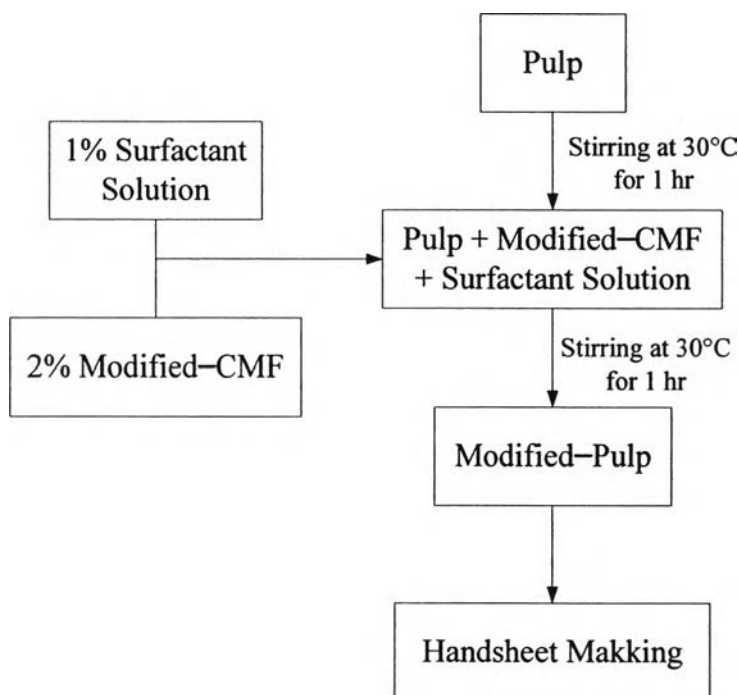 Pulp
1% Surfactant
Solution
Stirring at 30°C
for 1 hr
Pulp + Modified–CMF
+ Surfactant Solution
2% Modified–CMF
Stirring at 30°C
for 1 hr
Modified–Pulp
Handsheet Makking